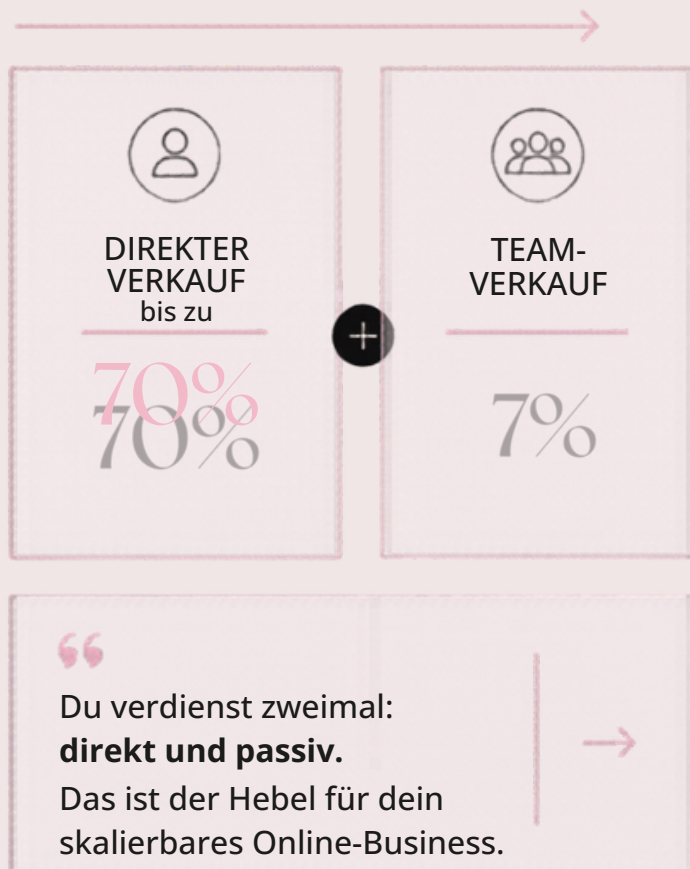 DIREKTER
VERKAUF
bis zu
70%
70%
TEAM-
VERKAUF
7%
Du verdienst zweimal:
direkt und passiv.
Das ist der Hebel für dein
skalierbares Online-Business.